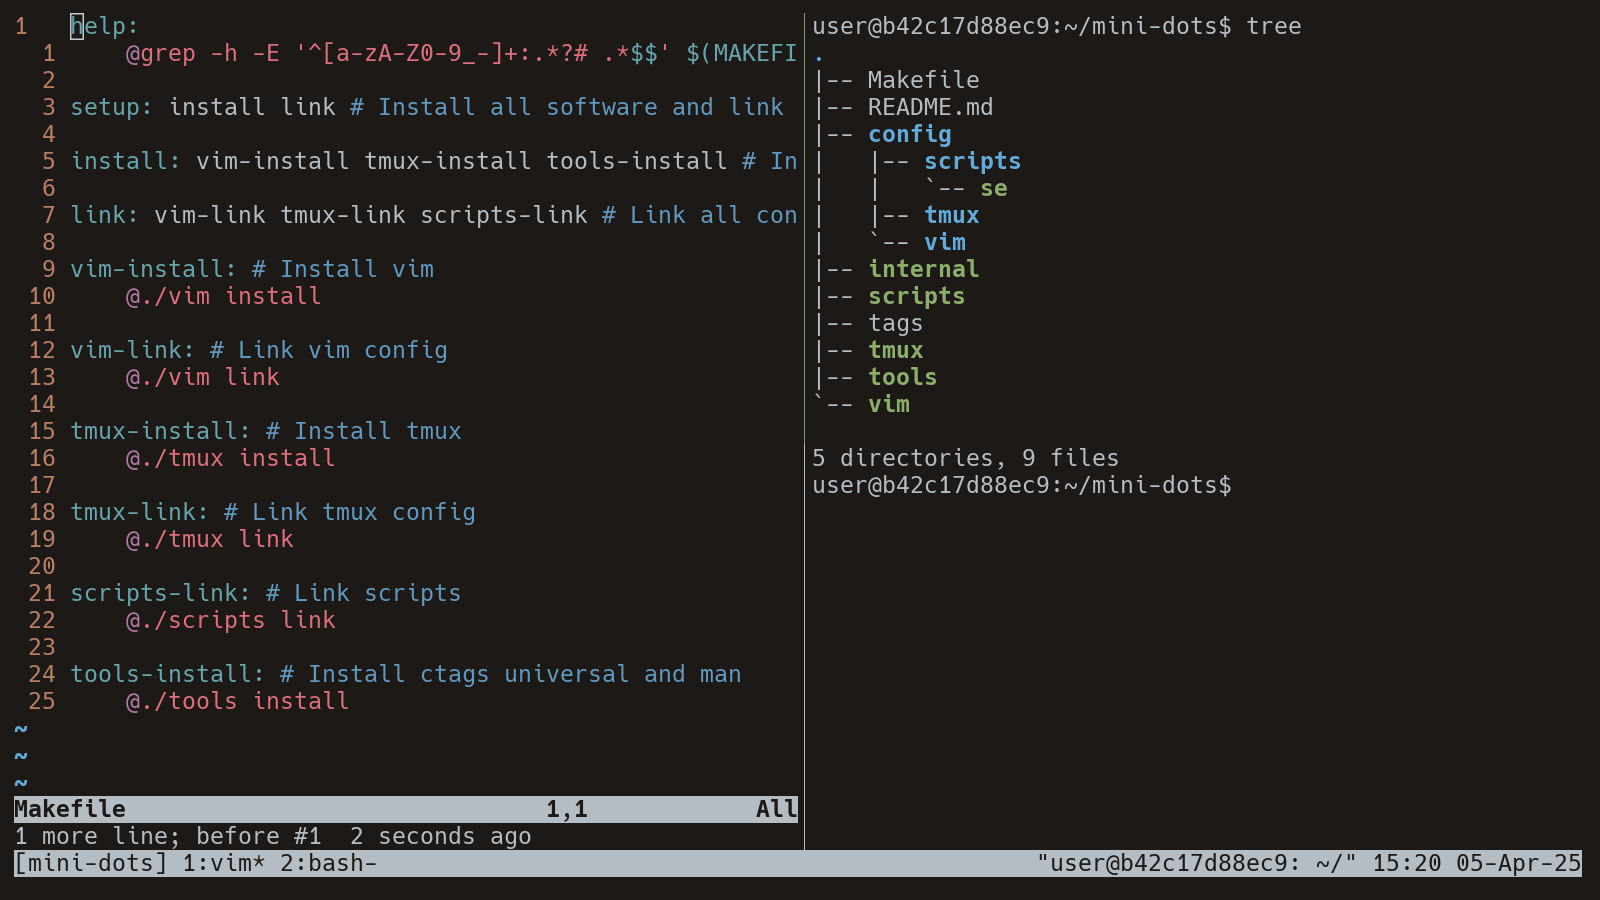 1   help:
  1     @grep -h -E '^[a-zA-Z0-9_-]+:.*?# .*$$' $(MAKEFI
  2
  3 setup: install link # Install all software and link
  4
  5 install: vim-install tmux-install tools-install # In
  6
  7 link: vim-link tmux-link scripts-link # Link all con
  8
  9 vim-install: # Install vim
 10     @./vim install
 11
 12 vim-link: # Link vim config
 13     @./vim link
 14
 15 tmux-install: # Install tmux
 16     @./tmux install
 17
 18 tmux-link: # Link tmux config
 19     @./tmux link
 20
 21 scripts-link: # Link scripts
 22     @./scripts link
 23
 24 tools-install: # Install ctags universal and man
 25     @./tools install
~
~
~
Makefile                              1,1            All
1 more line; before #1  2 seconds ago
user@b42c17d88ec9:~/mini-dots$ tree
.
|-- Makefile
|-- README.md
|-- config
|   |-- scripts
|   |   `-- se
|   |-- tmux
|   `-- vim
|-- internal
|-- scripts
|-- tags
|-- tmux
|-- tools
`-- vim

5 directories, 9 files
user@b42c17d88ec9:~/mini-dots$
[mini-dots] 1:vim* 2:bash-    "user@b42c17d88ec9: ~/" 15:20 05-Apr-25